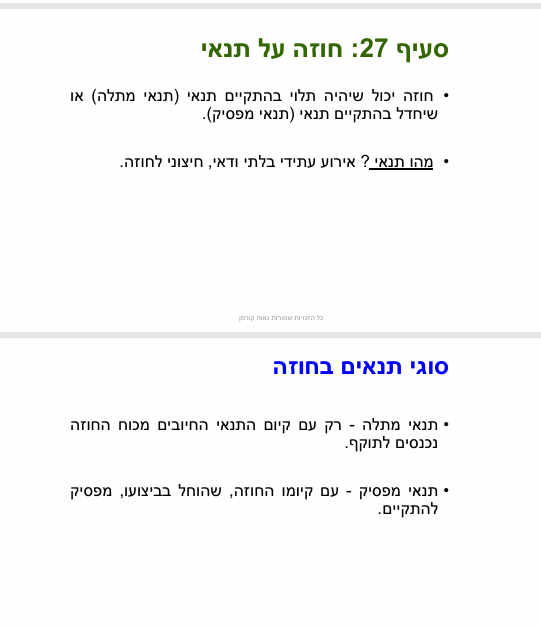 סעיף 27: חוזה על תנאי
• חוזה יכול שיהיה תלוי בהתקיים תנאי (תנאי מתלה) או
שיחדל בהתקיים תנאי (תנאי מפסיק).
• מהו תנאי ? אירוע עתידי בלתי ודאי, חיצוני לחוזה.
כל הזכויות שמורות נאוה קורמן
סוגי תנאים בחוזה
• תנאי מתלה - רק עם קיום התנאי החיובים מכוח החוזה
נכנסים לתוקף.
• תנאי מפסיק - עם קיומו החוזה, שהוחל בביצועו, מפסיק
להתקיים.